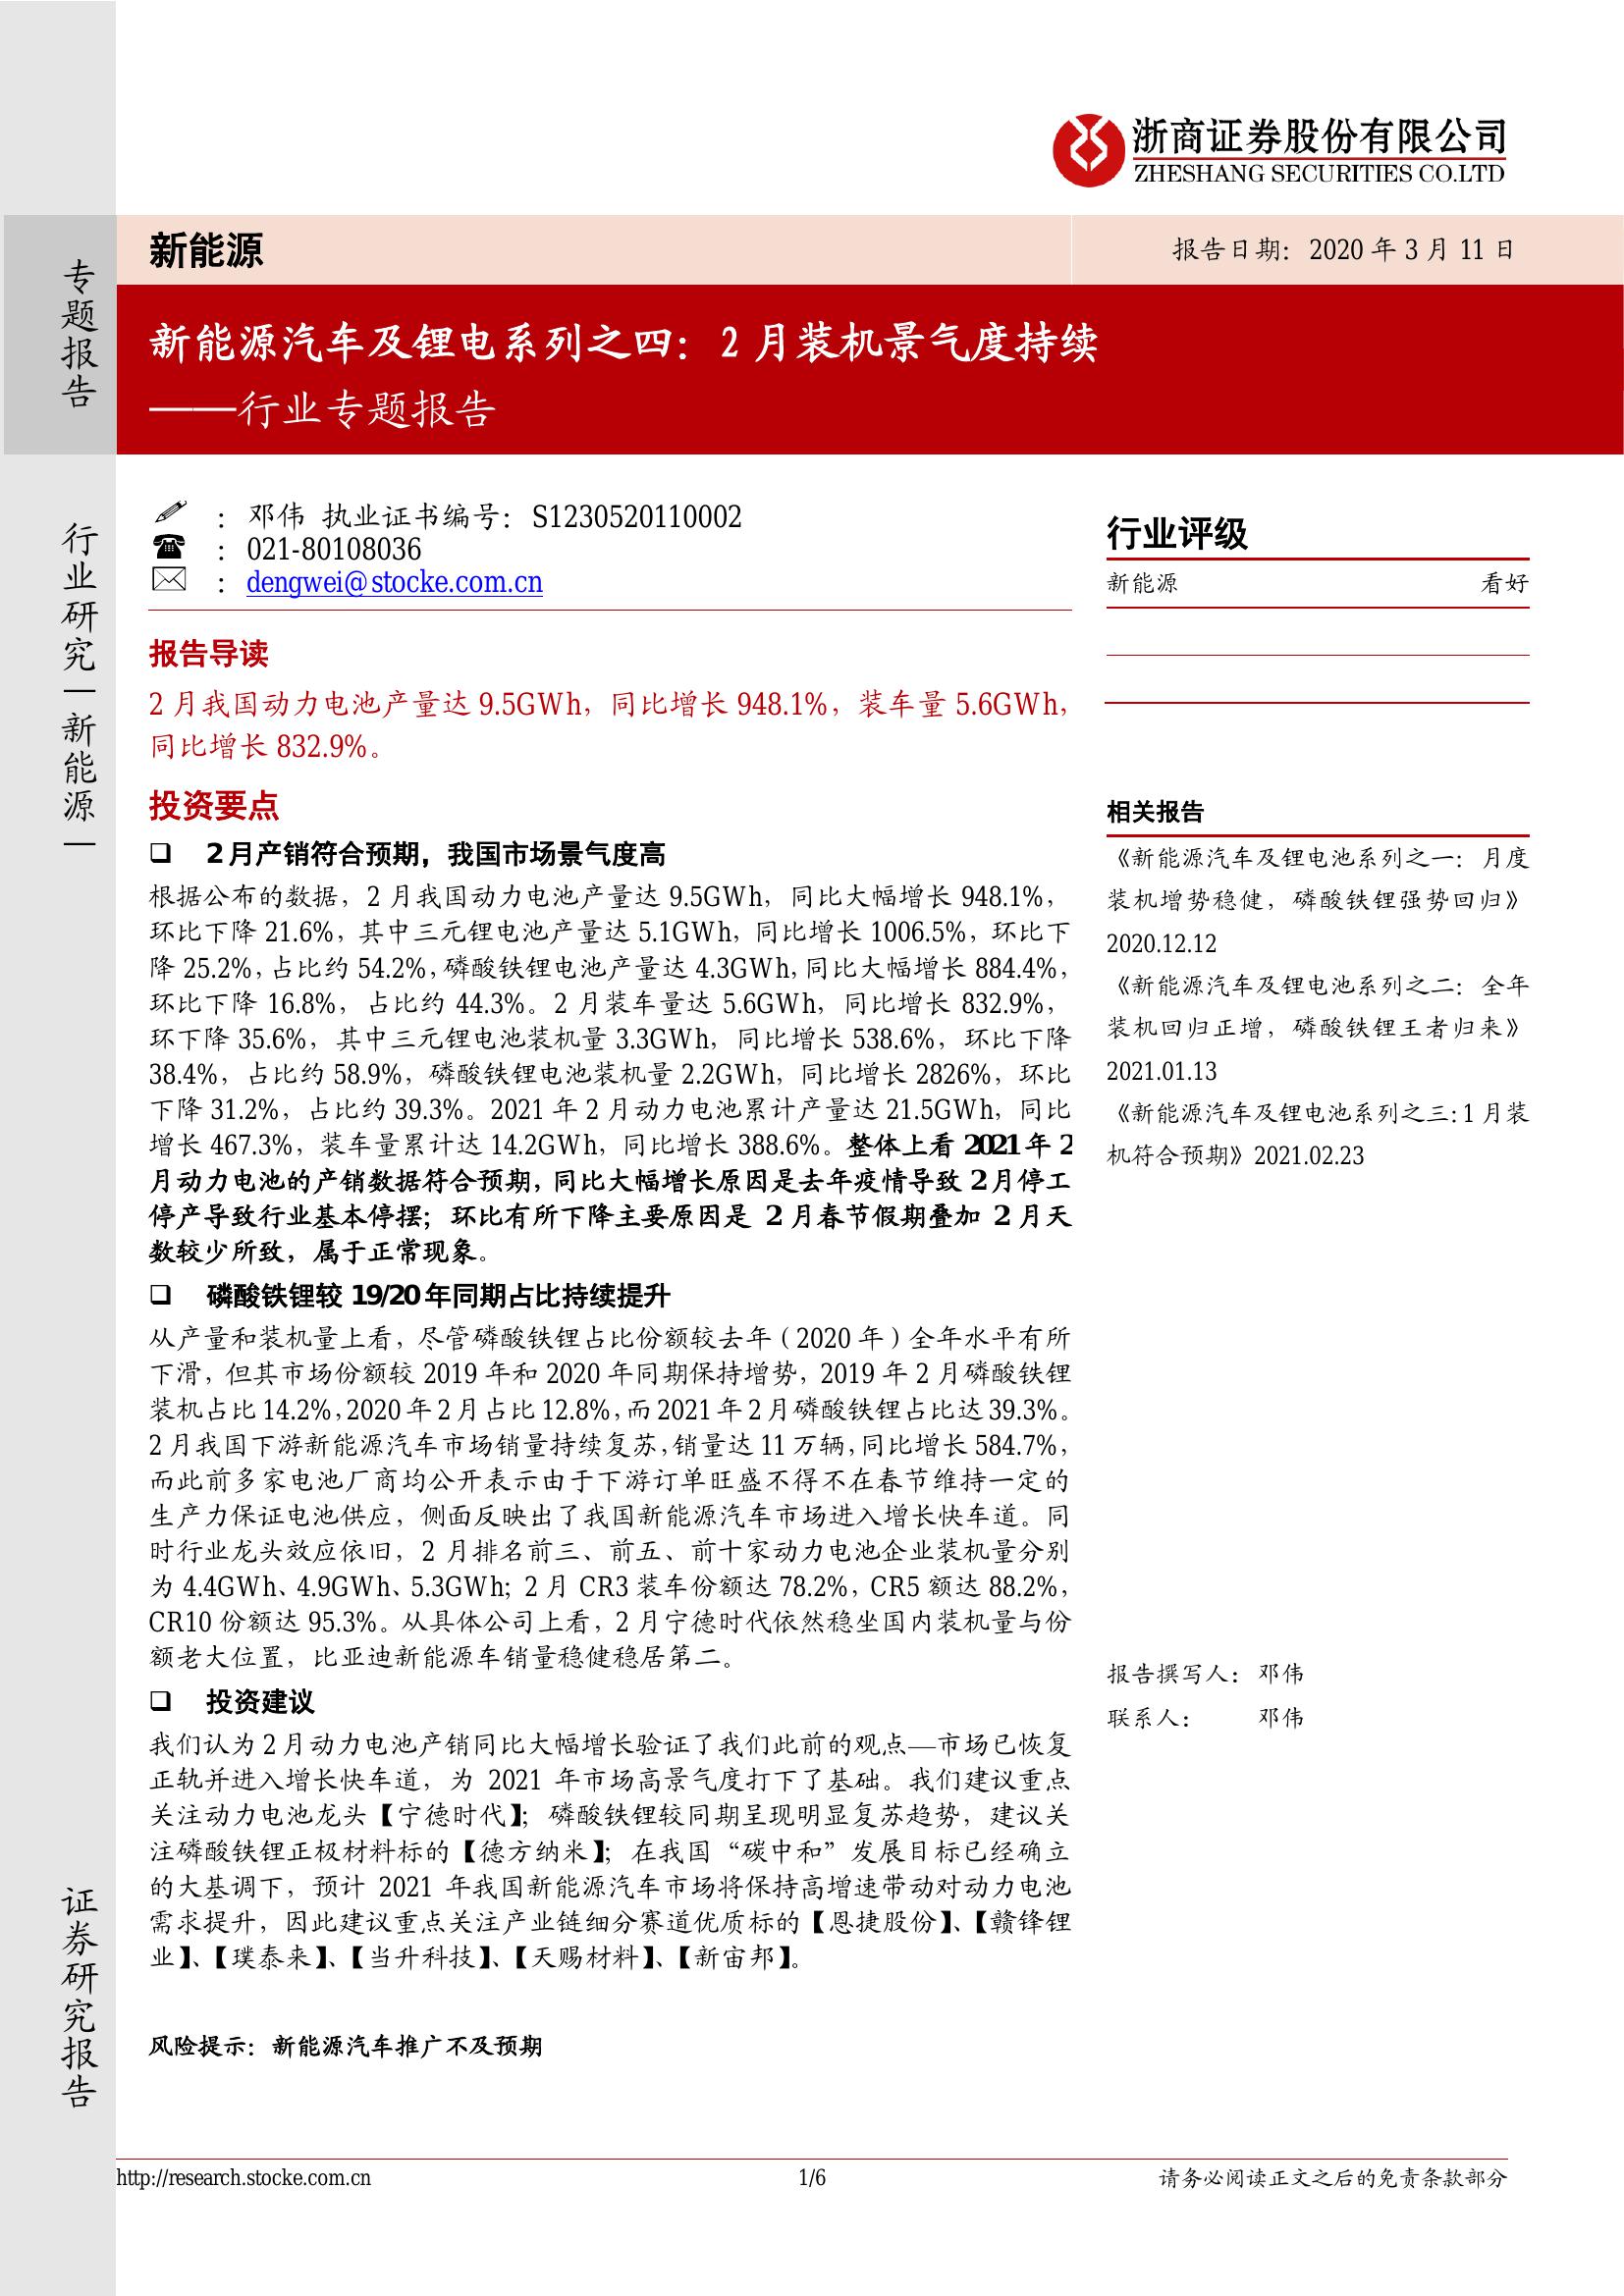 浙商证券股份有限公司
ZHESHANG SECURITIES CO.LTD
专题报告
新能源
报告日期：2020 年 3 月 11 日
新能源汽车及锂电系列之四：2 月装机景气度持续
——行业专题报告
行业研究|新能源|
：邓伟 执业证书编号：S1230520110002
：021-80108036
：dengwei@stocke.com.cn
报告导读
2 月我国动力电池产量达 9.5GWh，同比增长 948.1%，装车量 5.6GWh，
同比增长 832.9%。
投资要点
❑ 2 月产销符合预期，我国市场景气度高
根据公布的数据，2 月我国动力电池产量达 9.5GWh，同比大幅增长 948.1%，
环比下降 21.6%，其中三元锂电池产量达 5.1GWh，同比增长 1006.5%，环比下
降 25.2%，占比约 54.2%，磷酸铁锂电池产量达 4.3GWh，同比大幅增长 884.4%，
环比下降 16.8%，占比约 44.3%。2 月装车量达 5.6GWh，同比增长 832.9%，
环下降 35.6%，其中三元锂电池装机量 3.3GWh，同比增长 538.6%，环比下降
38.4%，占比约 58.9%，磷酸铁锂电池装机量 2.2GWh，同比增长 2826%，环比
下降 31.2%，占比约 39.3%。2021 年 2 月动力电池累计产量达 21.5GWh，同比
增长 467.3%，装车量累计达 14.2GWh，同比增长 388.6%。整体上看 2021 年 2
月动力电池的产销数据符合预期，同比大幅增长原因是去年疫情导致 2 月停工
停产导致行业基本停摆；环比有所下降主要原因是 2 月春节假期叠加 2 月天
数较少所致，属于正常现象。
❑ 磷酸铁锂较 19/20 年同期占比持续提升
从产量和装机量上看，尽管磷酸铁锂占比份额较去年（2020 年）全年水平有所
下滑，但其市场份额较 2019 年和 2020 年同期保持增势，2019 年 2 月磷酸铁锂
装机占比 14.2%，2020 年 2 月占比 12.8%，而 2021 年 2 月磷酸铁锂占比达 39.3%。
2 月我国下游新能源汽车市场销量持续复苏，销量达 11 万辆，同比增长 584.7%，
而此前多家电池厂商均公开表示由于下游订单旺盛不得不在春节维持一定的
生产力保证电池供应，侧面反映出了我国新能源汽车市场进入增长快车道。同
时行业龙头效应依旧，2 月排名前三、前五、前十家动力电池企业装机量分别
为 4.4GWh、4.9GWh、5.3GWh；2 月 CR3 装车份额达 78.2%，CR5 额达 88.2%，
CR10 份额达 95.3%。从具体公司上看，2 月宁德时代依然稳坐国内装机量与份
额老大位置，比亚迪新能源车销量稳健稳居第二。
❑ 投资建议
我们认为 2 月动力电池产销同比大幅增长验证了我们此前的观点—市场已恢复
正轨并进入增长快车道，为 2021 年市场高景气度打下了基础。我们建议重点
关注动力电池龙头【宁德时代】；磷酸铁锂较同期呈现明显复苏趋势，建议关
注磷酸铁锂正极材料标的【德方纳米】；在我国“碳中和”发展目标已经确立
的大基调下，预计 2021 年我国新能源汽车市场将保持高增速带动对动力电池
需求提升，因此建议重点关注产业链细分赛道优质标的【恩捷股份】、【赣锋锂
业】、【璞泰来】、【当升科技】、【天赐材料】、【新宙邦】。
风险提示：新能源汽车推广不及预期
行业评级
新能源 看好
相关报告
《新能源汽车及锂电池系列之一：月度
装机增势稳健，磷酸铁锂强势回归》
2020.12.12
《新能源汽车及锂电池系列之二：全年
装机回归正增，磷酸铁锂王者归来》
2021.01.13
《新能源汽车及锂电池系列之三：1 月装
机符合预期》2021.02.23
报告撰写人：邓伟
联系人：邓伟
证券研究报告
http://research.stocke.com.cn
1/6
请务必阅读正文之后的免责条款部分